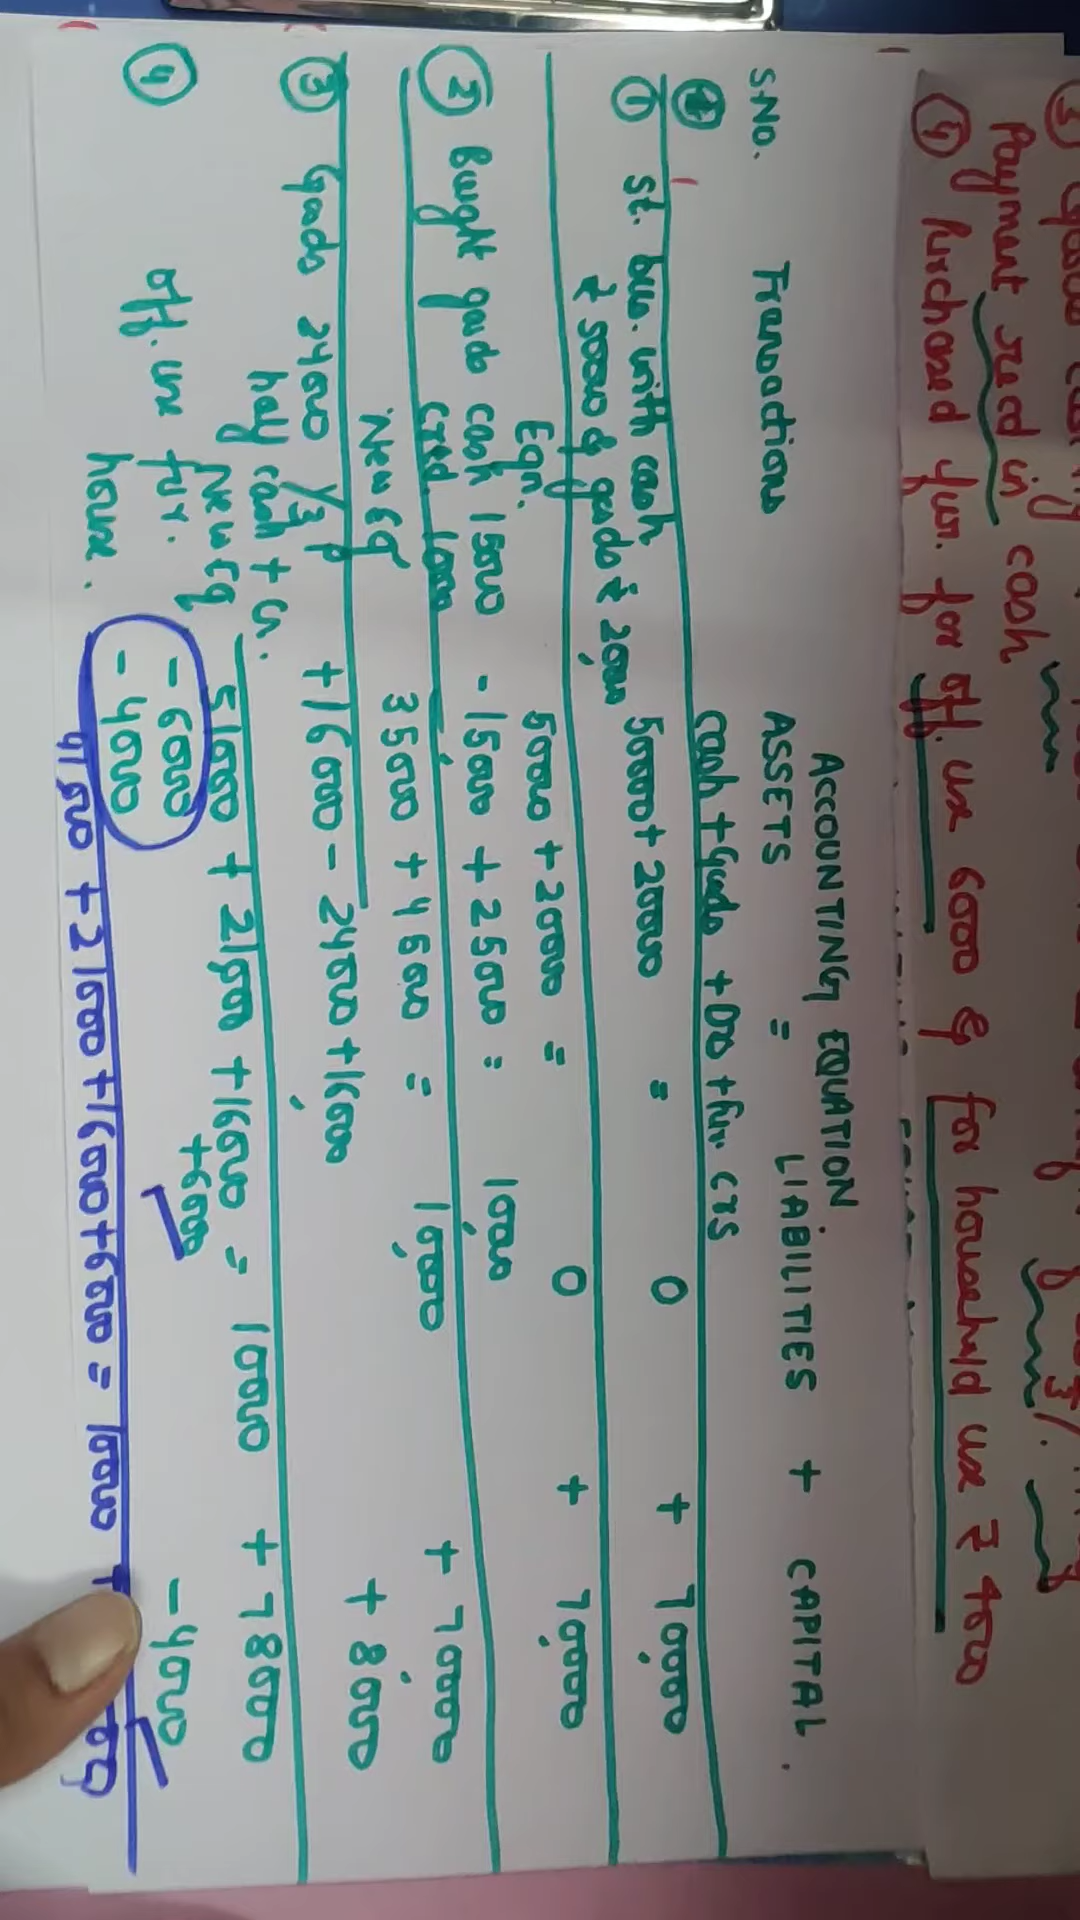 Payment recd in cash
④ Purchased fur. for off. use 6000 & for household use ₹ 4000
ACCOUNTING EQUATION
S.NO. Transactions ASSETS = LIABILITIES + CAPITAL.
Cash + Goods + Drs + fur. CRS
① St. bus. with cash 50000 + 20000 = 0 + 70000
₹ 50000 & goods ₹ 20000
Eqn. 50000 + 20000 = 0 + 70000
② Bought goods cash 15000 -15000 + 25000 = 10000
cred. 10000
New Eq 35000 + 45000 = 10000 + 70000
③ Goods 24000 1/3 P +16000 - 24000 + 16000 + 8000
half cash + cr.
New Eq 51000 + 21000 + 16000 = 10000 + 78000
④ off. use fur. - 6000 +6000 - 4000
house. - 4000
41000 + 21000 + 16000 + 6000 = 10000 +